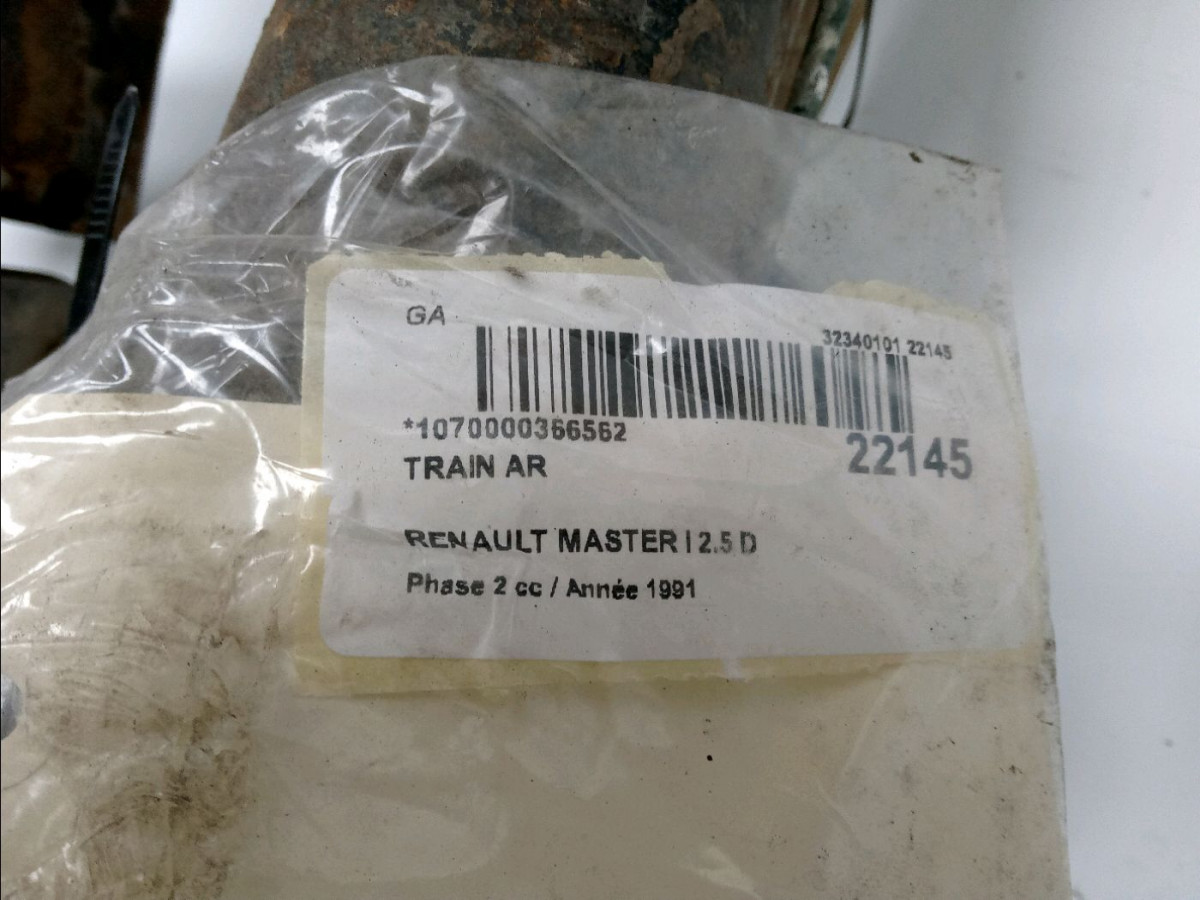 GA
32340101 22145
*1070000366562
22145
TRAIN AR
RENAULT MASTER I 2.5 D
Phase 2 cc / Année 1991